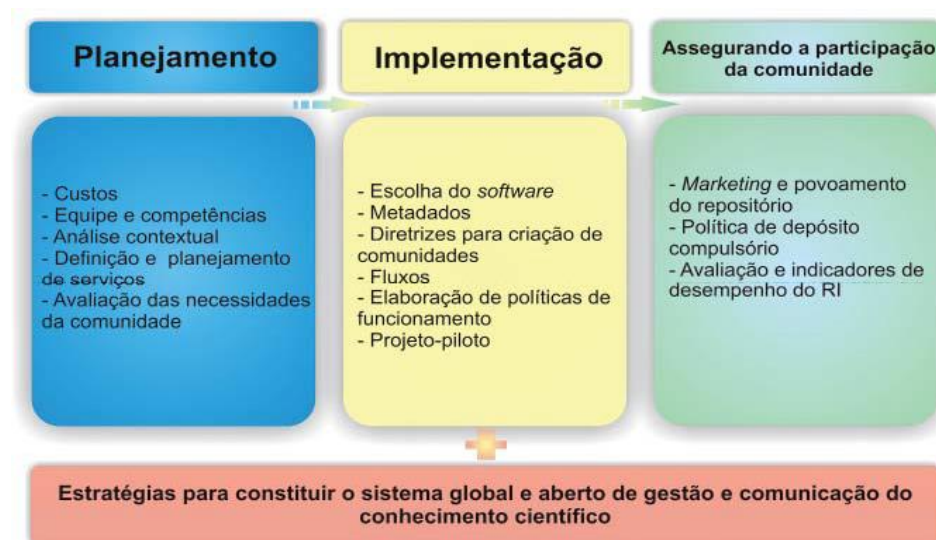 Planejamento
Implementação
Assegurando a participação
da comunidade
- Custos
- Equipe e competências
- Análise contextual
- Definição e planejamento
de serviços
- Avaliação das necessidades
da comunidade
- Escolha do software
- Metadados
- Diretrizes para criação de
comunidades
- Fluxos
- Elaboração de políticas de
funcionamento
- Projeto-piloto
- Marketing e povoamento
do repositório
- Política de depósito
compulsório
- Avaliação e indicadores de
desempenho do RI
Estratégias para constituir o sistema global e aberto de gestão e comunicação do
conhecimento científico